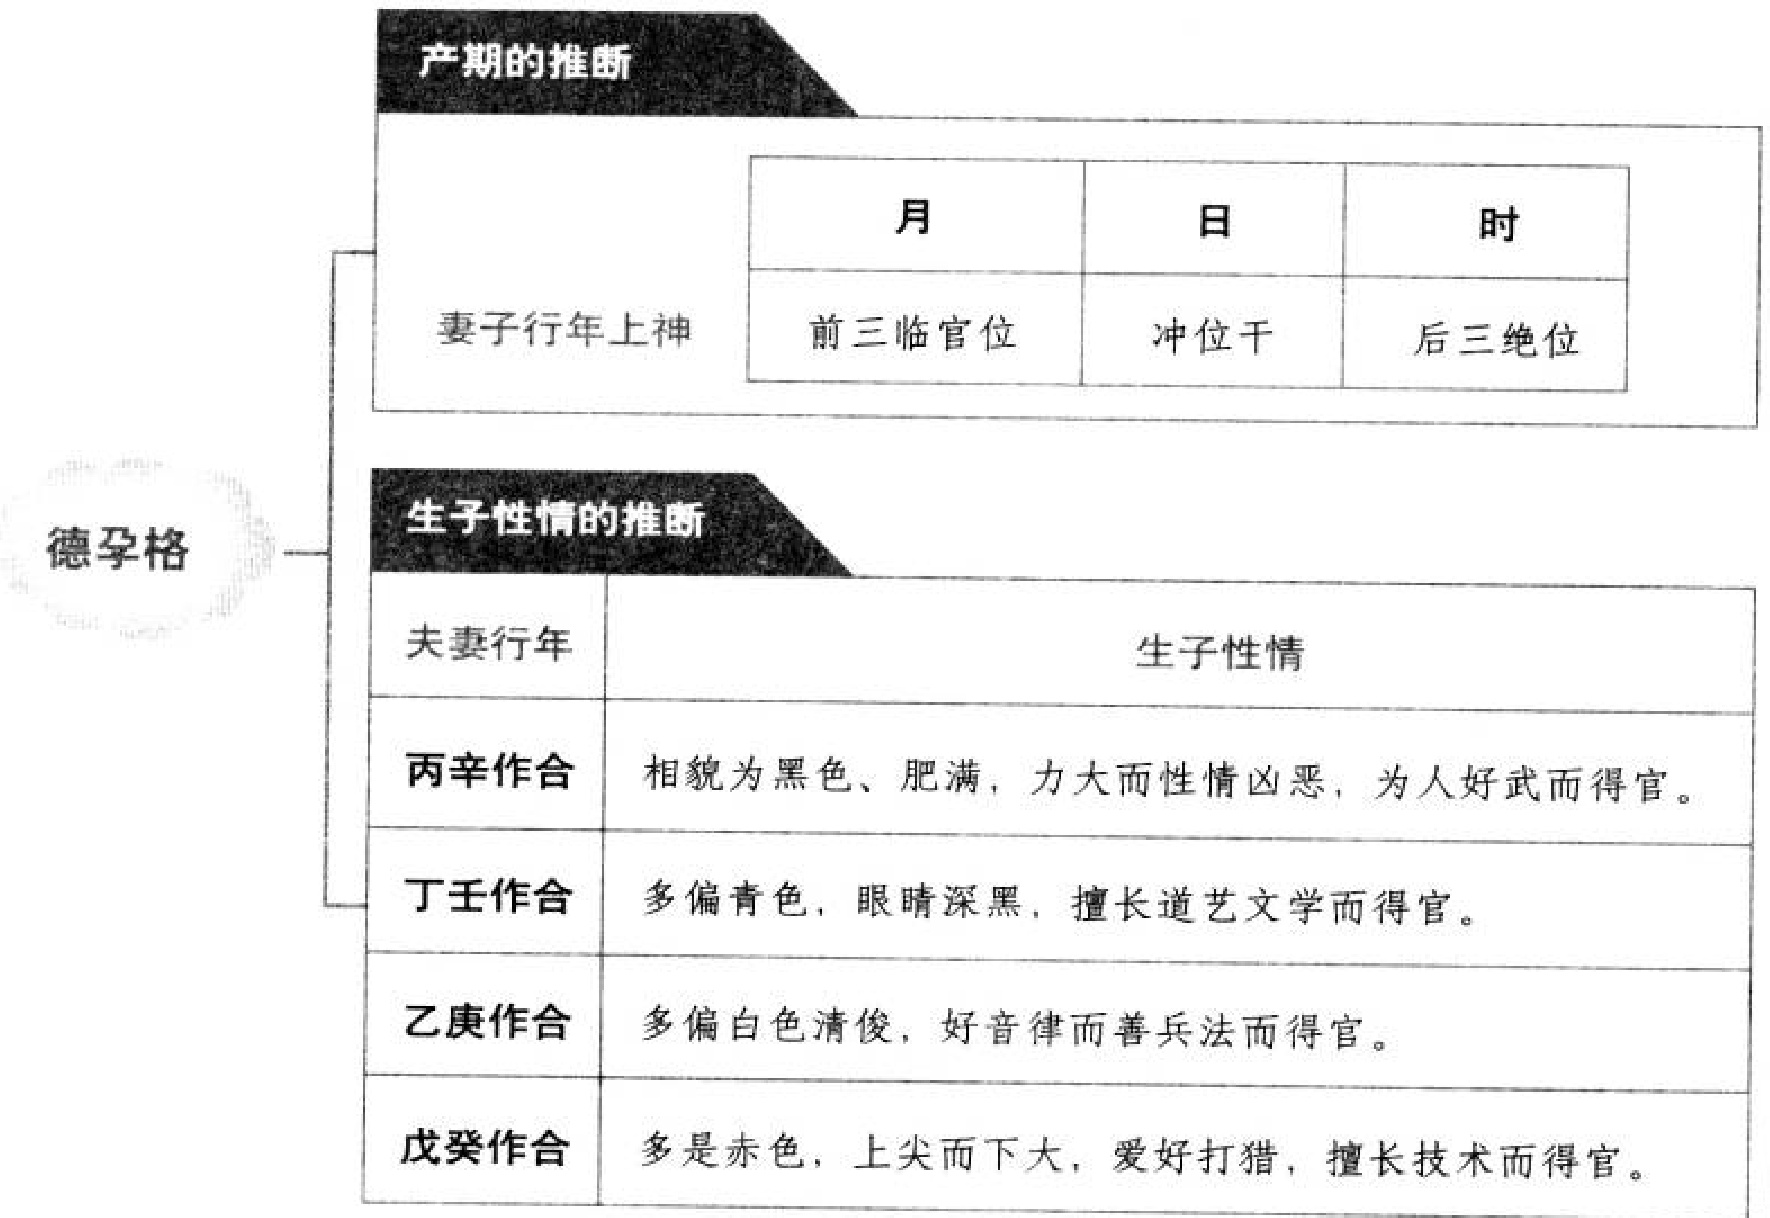 产期的推断
月 日 时
妻子行年上神 前三临官位 冲位干 后三绝位
德孕格
生子性情的推断
夫妻行年 生子性情
丙辛作合 相貌为黑色、肥满，力大而性情凶恶，为人好武而得官。
丁壬作合 多偏青色，眼睛深黑，擅长道艺文学而得官。
乙庚作合 多偏白色清俊，好音律而善兵法而得官。
戊癸作合 多是赤色，上尖而下大，爱好打猎，擅长技术而得官。